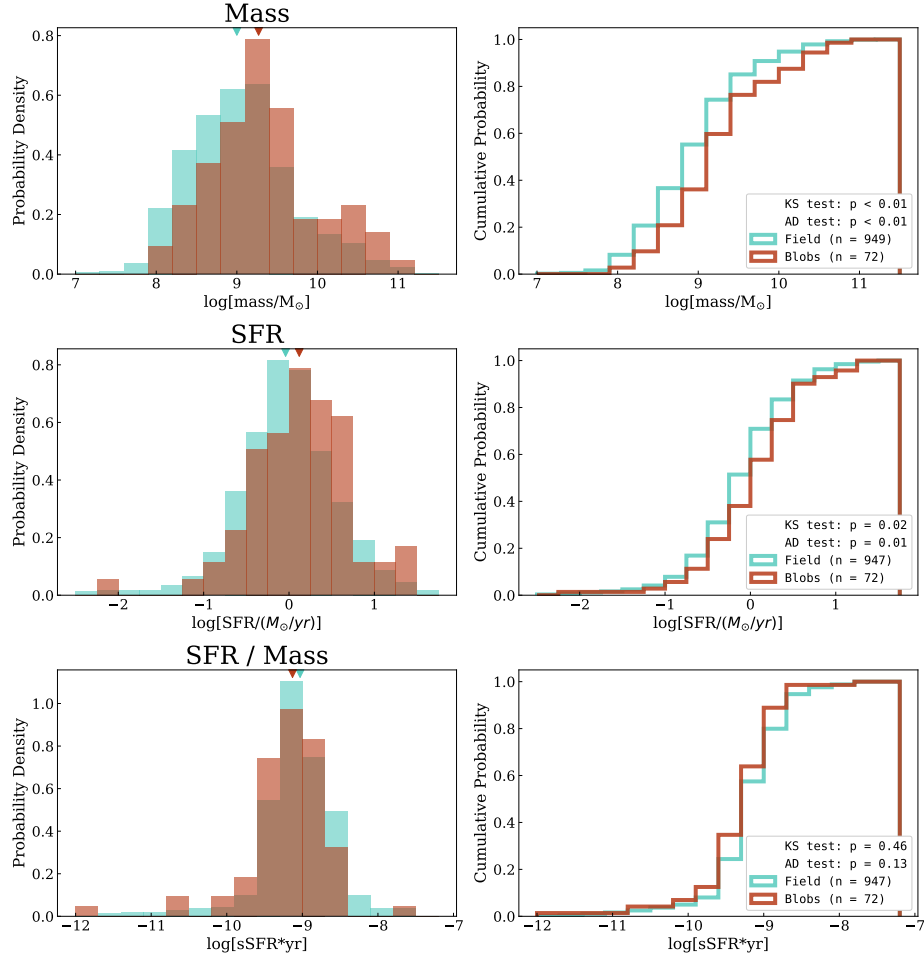 Mass
Probability Density
0.8
0.6
0.4
0.2
0.0
7 8 9 10 11
log[mass/M⊙]
Cumulative Probability
1.0
0.8
0.6
0.4
0.2
0.0
KS test: p < 0.01
AD test: p < 0.01
Field (n = 949)
Blobs (n = 72)
7 8 9 10 11
log[mass/M⊙]
SFR
Probability Density
0.8
0.6
0.4
0.2
0.0
−2 −1 0 1
log[SFR/(M⊙/yr)]
Cumulative Probability
1.0
0.8
0.6
0.4
0.2
0.0
KS test: p = 0.02
AD test: p = 0.01
Field (n = 947)
Blobs (n = 72)
−2 −1 0 1
log[SFR/(M⊙/yr)]
SFR / Mass
Probability Density
1.0
0.8
0.6
0.4
0.2
0.0
−12 −11 −10 −9 −8 −7
log[sSFR*yr]
Cumulative Probability
1.0
0.8
0.6
0.4
0.2
0.0
KS test: p = 0.46
AD test: p = 0.13
Field (n = 947)
Blobs (n = 72)
−12 −11 −10 −9 −8 −7
log[sSFR*yr]